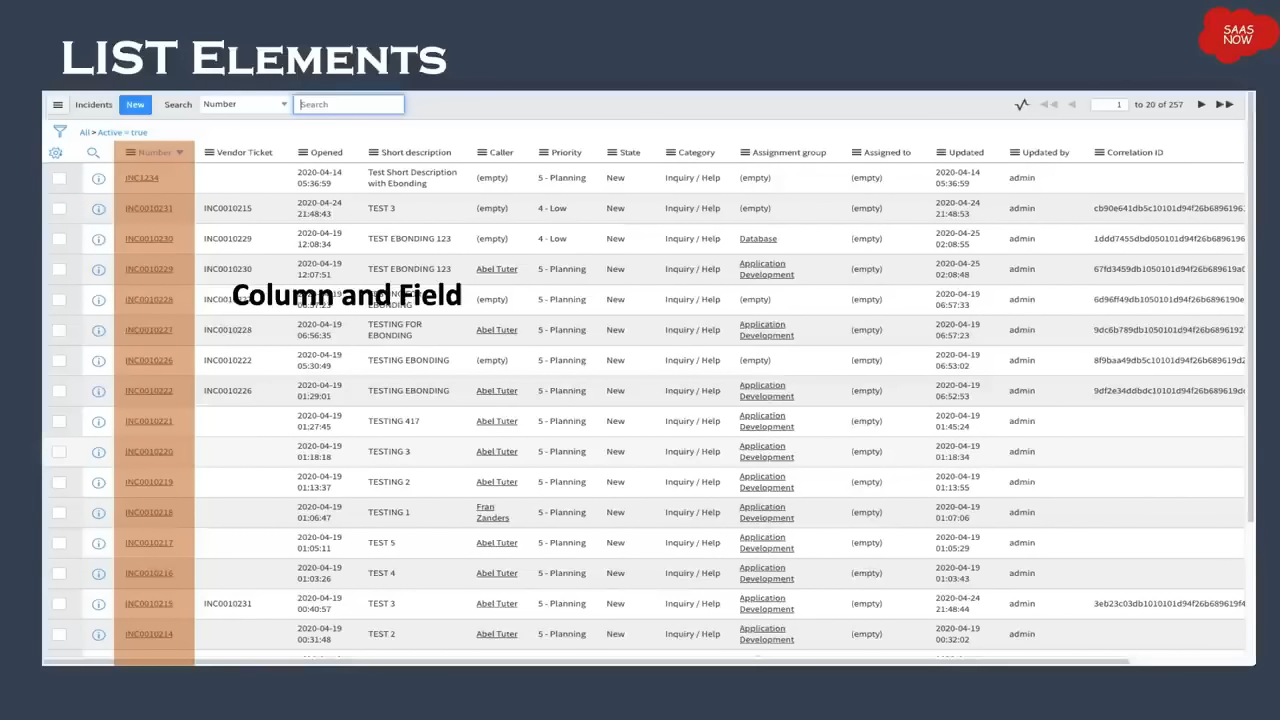 LIST ELEMENTS
SAAS
NOW
Incidents New Search Number Search 1 to 20 of 257
All > Active = true
Number Vendor Ticket Opened Short description Caller Priority State Category Assignment group Assigned to Updated Updated by Correlation ID
INC1234 2020-04-14 05:36:59 Test Short Description with Ebonding (empty) 5 - Planning New Inquiry / Help (empty) (empty) 2020-04-14 05:36:59 admin
INC0010231 INC0010215 2020-04-24 21:48:43 TEST 3 (empty) 4 - Low New Inquiry / Help (empty) (empty) 2020-04-24 21:48:53 admin cb90e641db5c10101d94f26b6896196
INC0010230 INC0010229 2020-04-19 12:08:34 TEST EBONDING 123 (empty) 4 - Low New Inquiry / Help Database (empty) 2020-04-25 02:08:55 admin 1ddd7455dbd050101d94f26b6896196
INC0010229 INC0010230 2020-04-19 12:07:51 TEST EBONDING 123 Abel Tuter 5 - Planning New Inquiry / Help Application Development (empty) 2020-04-25 02:08:48 admin 67fd3459db1050101d94f26b689619a0
Column and Field
INC0010228 (empty) 5 - Planning New Inquiry / Help (empty) (empty) 2020-04-19 06:57:33 admin 6d96ff49db1050101d94f26b6896190e
INC0010227 INC0010228 2020-04-19 06:56:35 TESTING FOR EBONDING Abel Tuter 5 - Planning New Inquiry / Help Application Development (empty) 2020-04-19 06:57:23 admin 9dc6b789db1050101d94f26b6896192
INC0010226 INC0010222 2020-04-19 05:30:49 TESTING EBONDING (empty) 5 - Planning New Inquiry / Help (empty) (empty) 2020-04-19 06:53:02 admin 8f9baa49db5c10101d94f26b689619d2
INC0010222 INC0010226 2020-04-19 01:29:01 TESTING EBONDING Abel Tuter 5 - Planning New Inquiry / Help Application Development (empty) 2020-04-19 06:52:53 admin 9df2e34ddbdc10101d94f26b689619dc
INC0010221 2020-04-19 01:27:45 TESTING 417 Abel Tuter 5 - Planning New Inquiry / Help Application Development (empty) 2020-04-19 01:45:24 admin
INC0010220 2020-04-19 01:18:18 TESTING 3 Abel Tuter 5 - Planning New Inquiry / Help Application Development (empty) 2020-04-19 01:18:34 admin
INC0010219 2020-04-19 01:13:37 TESTING 2 Abel Tuter 5 - Planning New Inquiry / Help Application Development (empty) 2020-04-19 01:13:55 admin
INC0010218 2020-04-19 01:06:47 TESTING 1 Fran Zanders 5 - Planning New Inquiry / Help Application Development (empty) 2020-04-19 01:07:06 admin
INC0010217 2020-04-19 01:05:11 TEST 5 Abel Tuter 5 - Planning New Inquiry / Help Application Development (empty) 2020-04-19 01:05:29 admin
INC0010216 2020-04-19 01:03:26 TEST 4 Abel Tuter 5 - Planning New Inquiry / Help Application Development (empty) 2020-04-19 01:03:43 admin
INC0010215 INC0010231 2020-04-19 00:40:57 TEST 3 Abel Tuter 5 - Planning New Inquiry / Help Application Development (empty) 2020-04-24 21:48:44 admin 3eb23c03db1010101d94f26b689619f4
INC0010214 2020-04-19 00:31:48 TEST 2 Abel Tuter 5 - Planning New Inquiry / Help Application Development (empty) 2020-04-19 00:32:02 admin